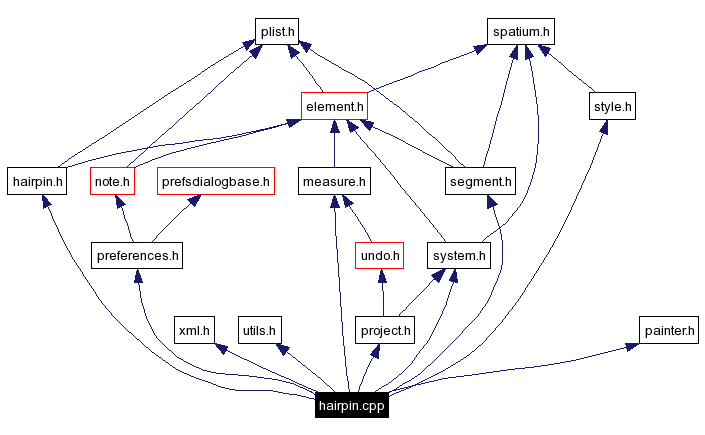 plist.h
spatium.h
element.h
style.h
hairpin.h
note.h
prefsdialogbase.h
measure.h
segment.h
preferences.h
undo.h
system.h
xml.h
utils.h
project.h
painter.h
hairpin.cpp